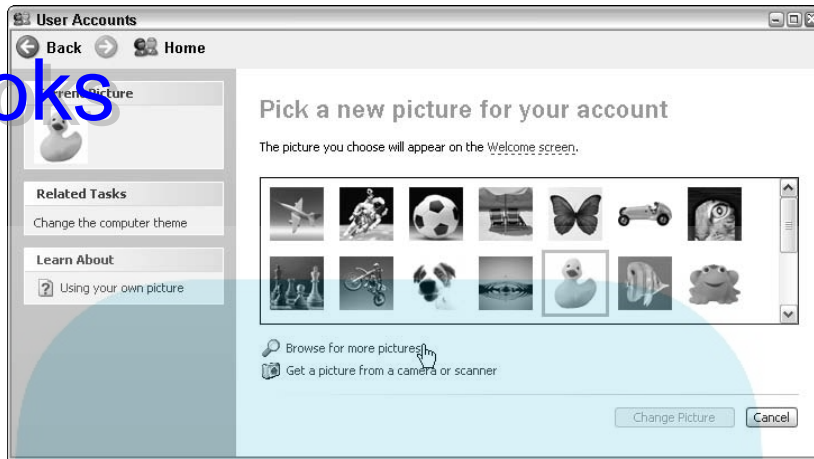 User Accounts
Back Home
oks
Current Picture
Pick a new picture for your account
The picture you choose will appear on the Welcome screen.
Related Tasks
Change the computer theme
Learn About
Using your own picture
Browse for more pictures
Get a picture from a camera or scanner
Change Picture Cancel